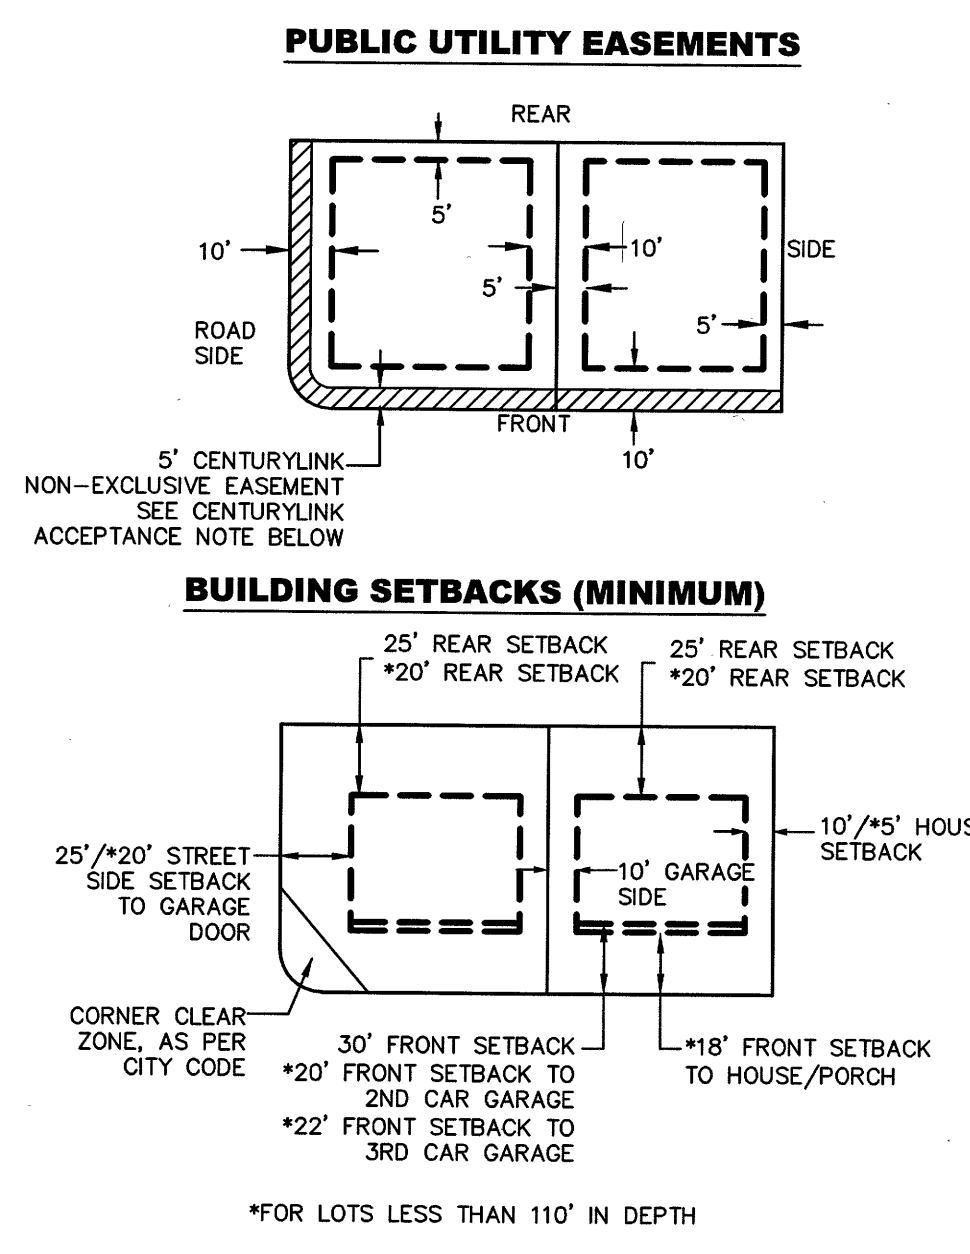 PUBLIC UTILITY EASEMENTS
REAR
5'
10'
10'
SIDE
5'
5'
ROAD
SIDE
FRONT
10'
5' CENTURYLINK
NON-EXCLUSIVE EASEMENT
SEE CENTURYLINK
ACCEPTANCE NOTE BELOW
BUILDING SETBACKS (MINIMUM)
25' REAR SETBACK
*20' REAR SETBACK
25' REAR SETBACK
*20' REAR SETBACK
10'/*5' HOUS
SETBACK
25'/*20' STREET
SIDE SETBACK
TO GARAGE
DOOR
10' GARAGE
SIDE
CORNER CLEAR
ZONE, AS PER
CITY CODE
30' FRONT SETBACK
*20' FRONT SETBACK TO
2ND CAR GARAGE
*22' FRONT SETBACK TO
3RD CAR GARAGE
*18' FRONT SETBACK
TO HOUSE/PORCH
*FOR LOTS LESS THAN 110' IN DEPTH